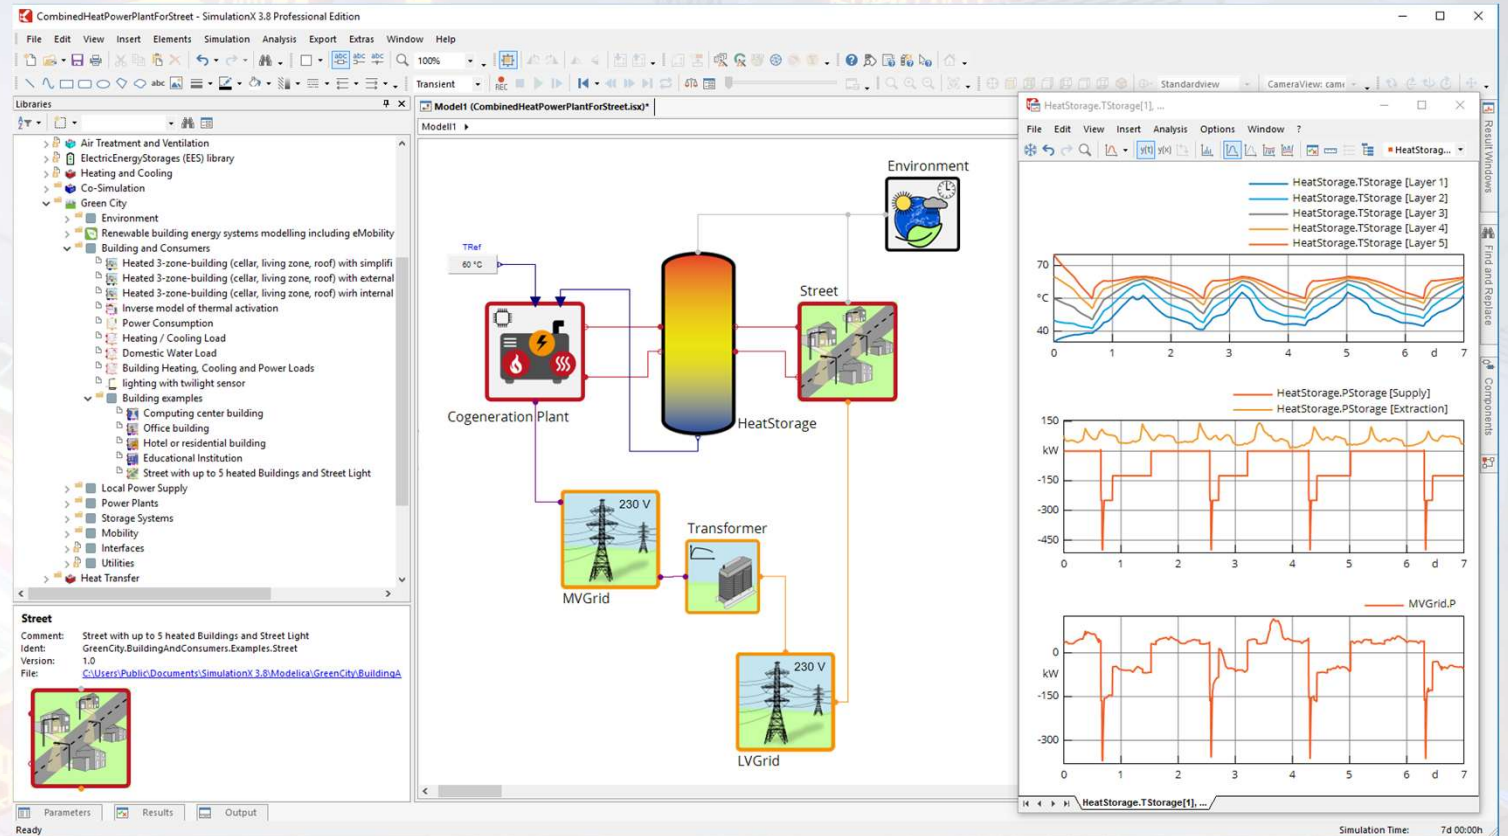 CombinedHeatPowerPlantForStreet - SimulationX 3.8 Professional Edition
File Edit View Insert Elements Simulation Analysis Export Extras Window Help
100%
abc Transient REC Standardview CameraView: came
Libraries
Air Treatment and Ventilation
ElectricEnergyStorages (EES) library
Heating and Cooling
Co-Simulation
Green City
Environment
Renewable building energy systems modelling including eMobility
Building and Consumers
Heated 3-zone-building (cellar, living zone, roof) with simplifi
Heated 3-zone-building (cellar, living zone, roof) with external
Heated 3-zone-building (cellar, living zone, roof) wirh internal
Inverse model of thermal activation
Power Consumption
Heating / Cooling Load
Domestic Water Load
Building Heating, Cooling and Power Loads
lighting with twilight sensor
Building examples
Computing center building
Office building
Hotel or residential building
Educational Institution
Street with up to 5 heated Buildings and Street Light
Local Power Supply
Power Plants
Storage Systems
Mobility
Interfaces
Utilities
Heat Transfer
Street
Comment: Street with up to 5 heated Buildings and Street Light
Ident: GreenCity.BuildingAndConsumers.Examples.Street
Version: 1.0
File: C:\Users\Public\Documents\SimulationX 3.8\Modelica\GreenCity\BuildingA
Parameters Results Output
Ready
Model1 (CombinedHeatPowerPlantForStreet.isx)*
Modell1
Environment
TRef
60 °C
Street
Cogeneration Plant
HeatStorage
230 V
MVGrid
Transformer
230 V
LVGrid
HeatStorage.TStorage[1], ...
File Edit View Insert Analysis Options Window ?
y(t) y(x) HeatStorag...
HeatStorage.TStorage [Layer 1]
HeatStorage.TStorage [Layer 2]
HeatStorage.TStorage [Layer 3]
HeatStorage.TStorage [Layer 4]
HeatStorage.TStorage [Layer 5]
70
°C
40
0 1 2 3 4 5 6 d 7
HeatStorage.PStorage [Supply]
HeatStorage.PStorage [Extraction]
150
kW
-150
-300
-450
0 1 2 3 4 5 6 d 7
MVGrid.P
0
kW
-150
-300
0 1 2 3 4 5 6 d 7
HeatStorage.TStorage[1], ...
Result Windows
Find and Replace
Components
Simulation Time: 7d 00:00h